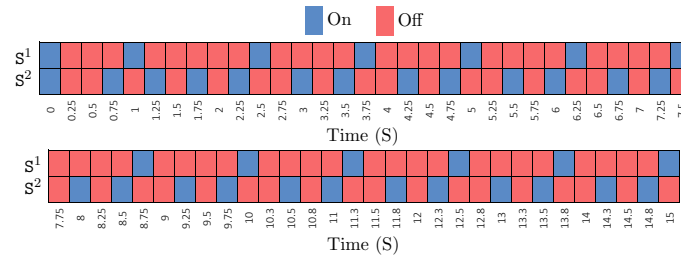 On Off
S¹
S²
0 0.25 0.5 0.75 1 1.25 1.5 1.75 2 2.25 2.5 2.75 3 3.25 3.5 3.75 4 4.25 4.5 4.75 5 5.25 5.5 5.75 6 6.25 6.5 6.75 7 7.25
Time (S)
S¹
S²
7.75 8 8.25 8.5 8.75 9 9.25 9.5 9.75 10 10.3 10.5 10.8 11 11.3 11.5 11.8 12 12.3 12.5 12.8 13 13.3 13.5 13.8 14 14.3 14.5 14.8 15
Time (S)